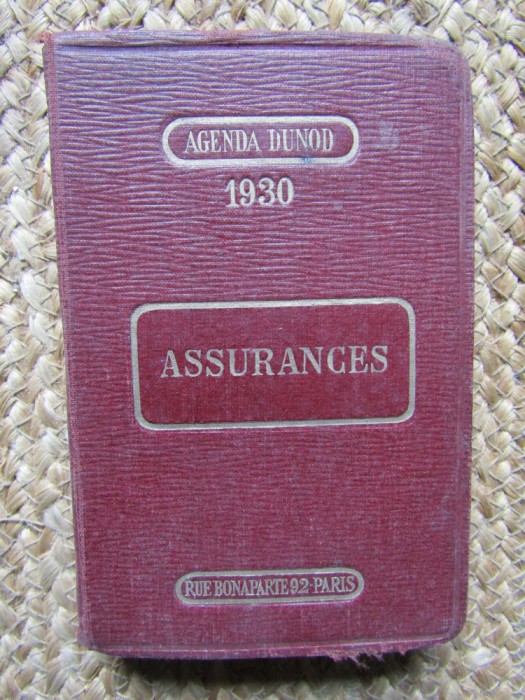 AGENDA DUNOD
1930
ASSURANCES
RUE BONAPARTE 92-PARIS